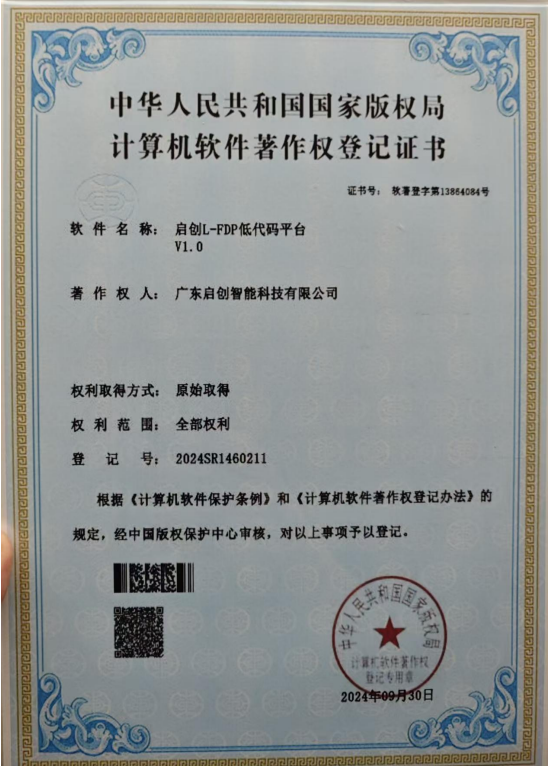 中华人民共和国国家版权局
计算机软件著作权登记证书
证书号: 软著登字第13864084号
软件名称: 启创L-FDP低代码平台
V1.0
著作权人: 广东启创智能科技有限公司
权利取得方式: 原始取得
权利范围: 全部权利
登记号: 2024SR1460211
根据《计算机软件保护条例》和《计算机软件著作权登记办法》的
规定，经中国版权保护中心审核，对以上事项予以登记。
中华人民共和国国家版权局
计算机软件著作权
登记专用章
2024年09月30日